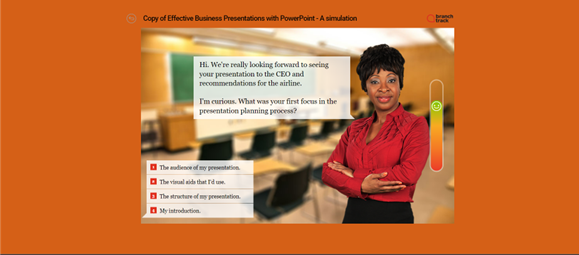 Copy of Effective Business Presentations with PowerPoint - A simulation
branch
track
Hi. We're really looking forward to seeing
your presentation to the CEO and
recommendations for the airline.
I'm curious. What was your first focus in the
presentation planning process?
The audience of my presentation.
The visual aids that I'd use.
The structure of my presentation.
My introduction.